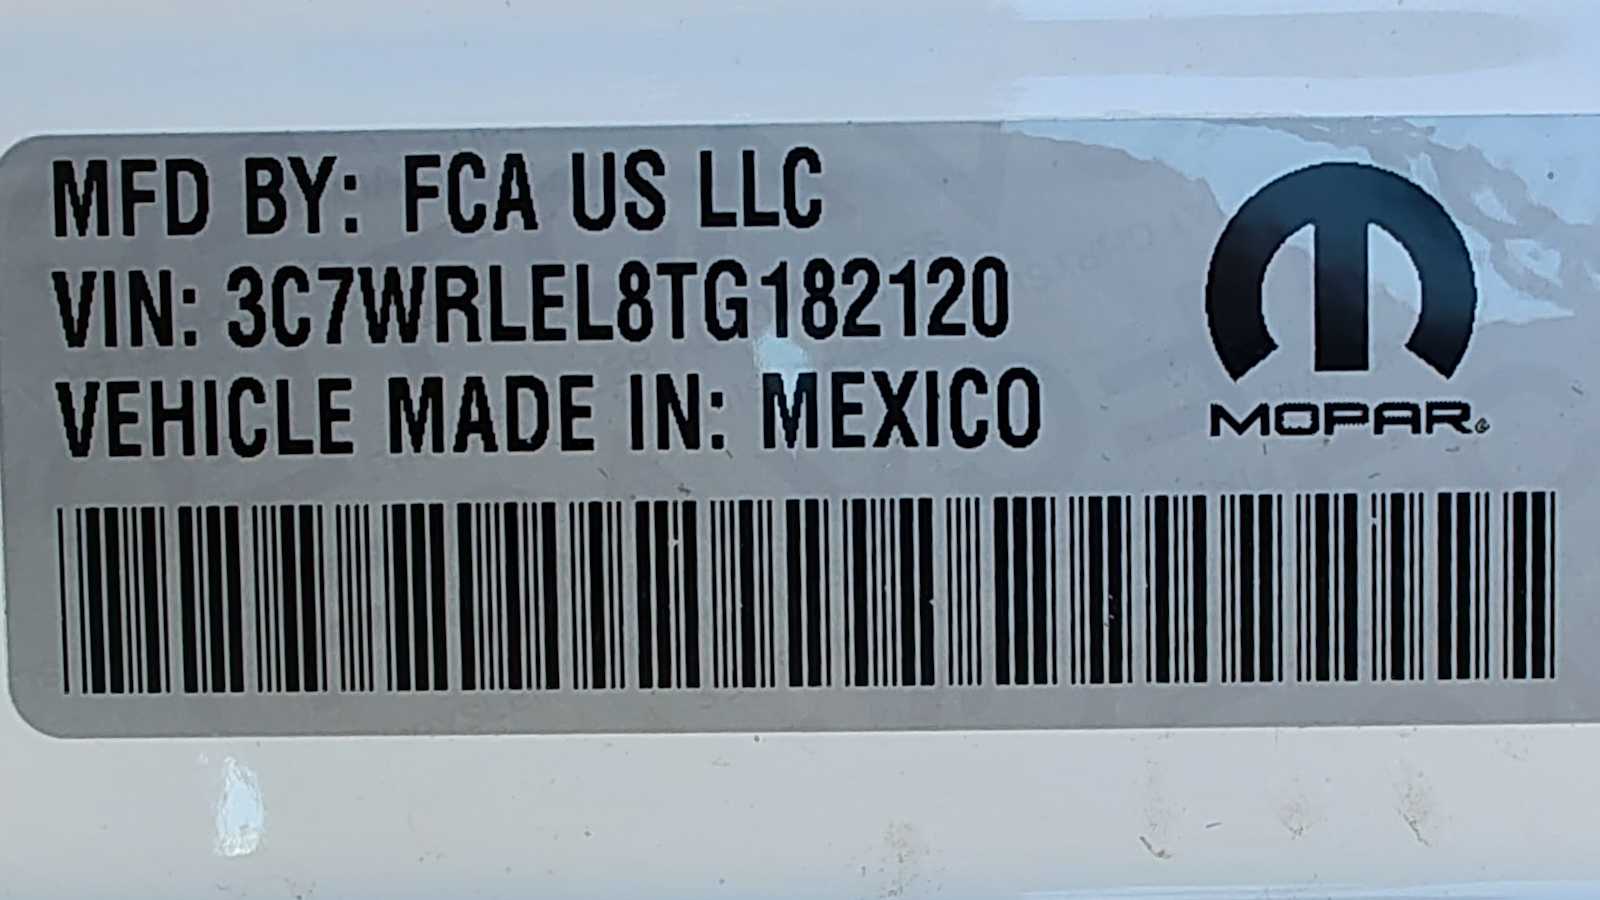 MFD BY: FCA US LLC
VIN: 3C7WRLEL8TG182120
VEHICLE MADE IN: MEXICO
MOPAR®